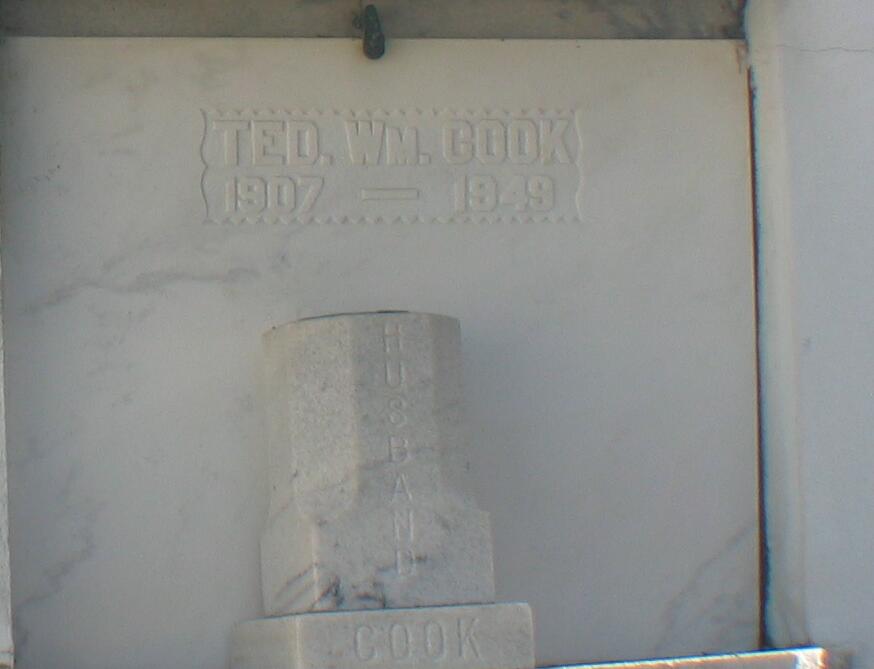 TED. WM. COOK
1907 — 1949
HUSBAND
COOK